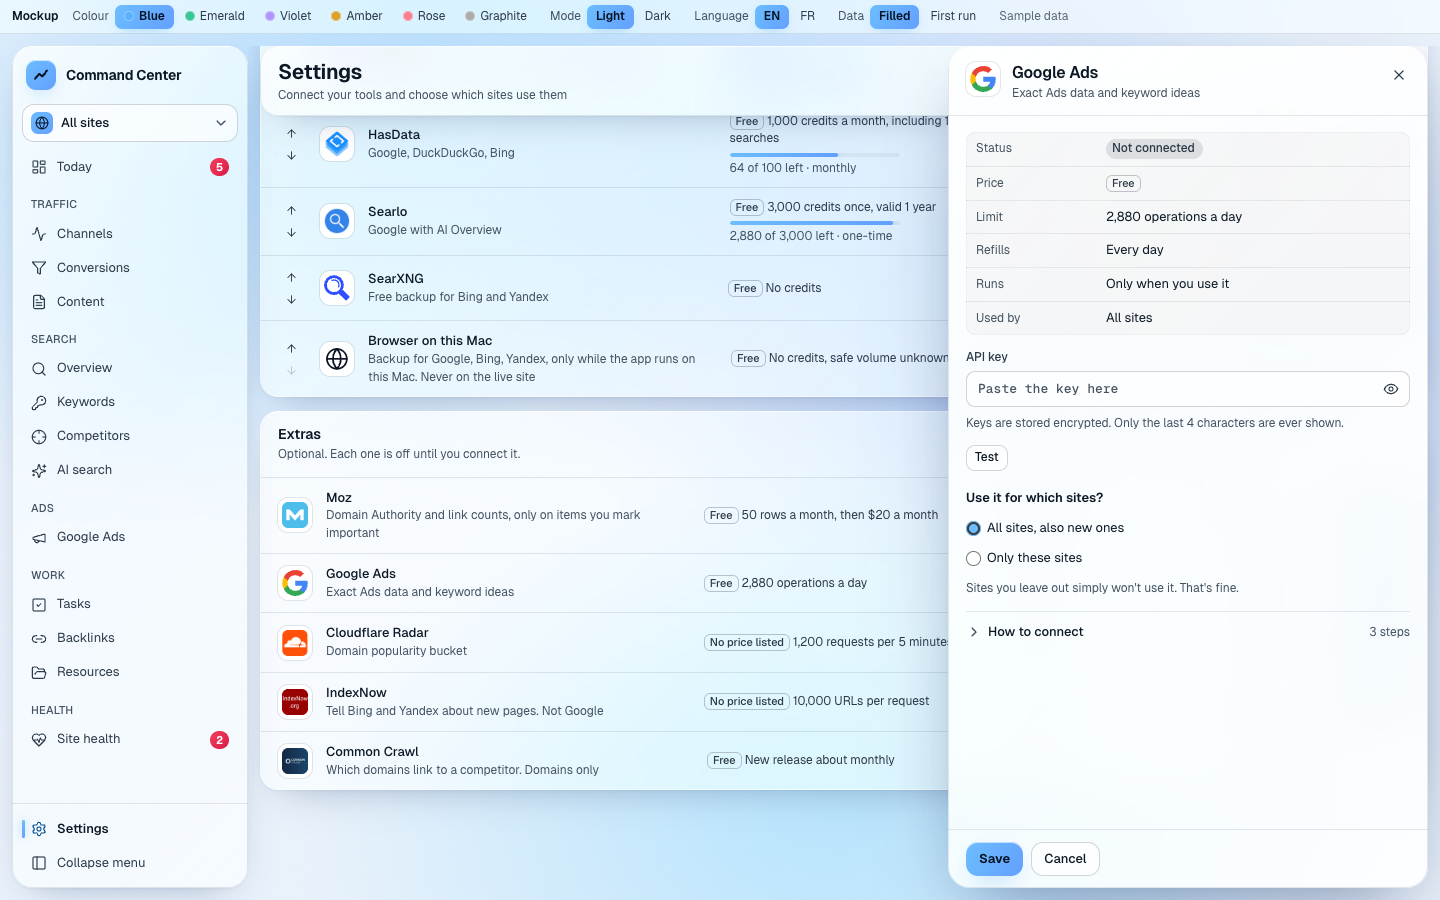 Mockup Colour Blue Emerald Violet Amber Rose Graphite Mode Light Dark Language EN FR Data Filled First run Sample data
Command Center
All sites
Today 5
TRAFFIC
Channels
Conversions
Content
SEARCH
Overview
Keywords
Competitors
AI search
ADS
Google Ads
WORK
Tasks
Backlinks
Resources
HEALTH
Site health 2
Settings
Collapse menu
Settings
Connect your tools and choose which sites use them
HasData
Google, DuckDuckGo, Bing
Free 1,000 credits a month, including 1
searches
64 of 100 left · monthly
Searlo
Google with AI Overview
Free 3,000 credits once, valid 1 year
2,880 of 3,000 left · one-time
SearXNG
Free backup for Bing and Yandex
Free No credits
Browser on this Mac
Backup for Google, Bing, Yandex, only while the app runs on
this Mac. Never on the live site
Free No credits, safe volume unknown
Extras
Optional. Each one is off until you connect it.
Moz
Domain Authority and link counts, only on items you mark
important
Free 50 rows a month, then $20 a month
Google Ads
Exact Ads data and keyword ideas
Free 2,880 operations a day
Cloudflare Radar
Domain popularity bucket
No price listed 1,200 requests per 5 minutes
IndexNow
.org
IndexNow
Tell Bing and Yandex about new pages. Not Google
No price listed 10,000 URLs per request
Common Crawl
Which domains link to a competitor. Domains only
Free New release about monthly
Google Ads
Exact Ads data and keyword ideas
Status Not connected
Price Free
Limit 2,880 operations a day
Refills Every day
Runs Only when you use it
Used by All sites
API key
Paste the key here
Keys are stored encrypted. Only the last 4 characters are ever shown.
Test
Use it for which sites?
All sites, also new ones
Only these sites
Sites you leave out simply won't use it. That's fine.
How to connect 3 steps
Save Cancel